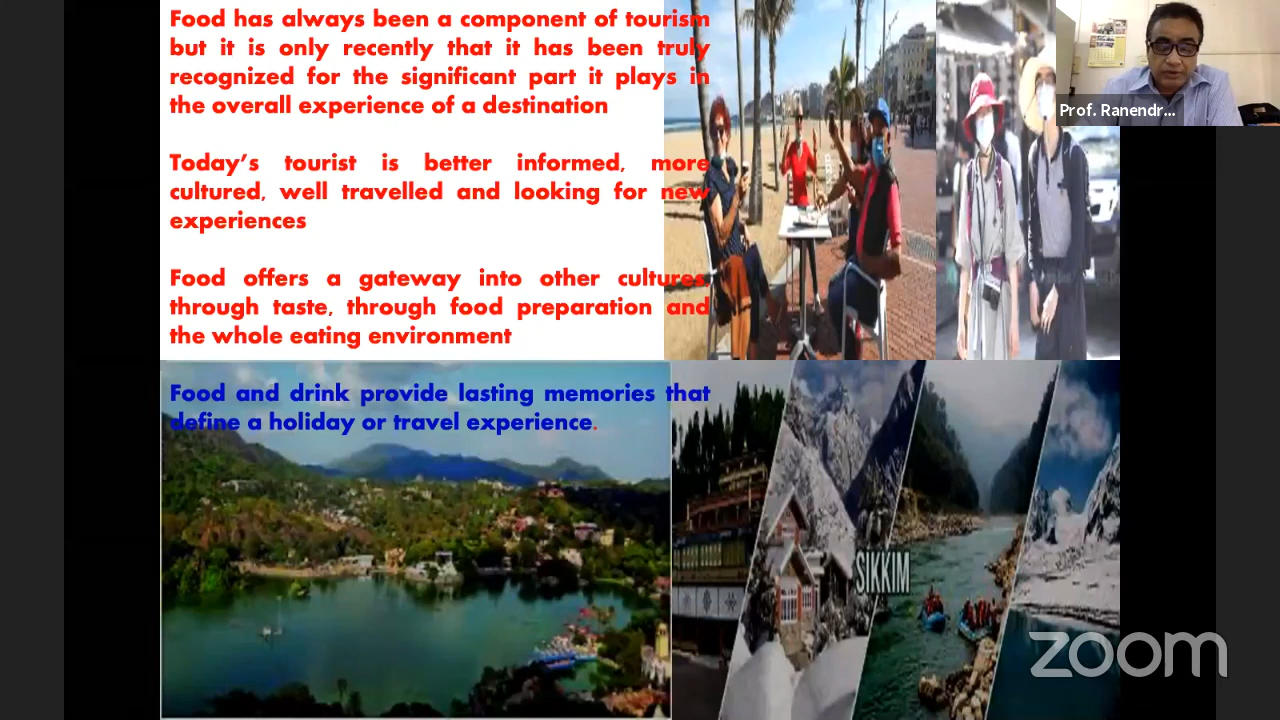 Food has always been a component of tourism
but it is only recently that it has been truly
recognized for the significant part it plays in
the overall experience of a destination
Today's tourist is better informed, more
cultured, well travelled and looking for new
experiences
Food offers a gateway into other cultures,
through taste, through food preparation and
the whole eating environment
Food and drink provide lasting memories that
define a holiday or travel experience.
Prof. Ranendr...
SIKKIM
zoom